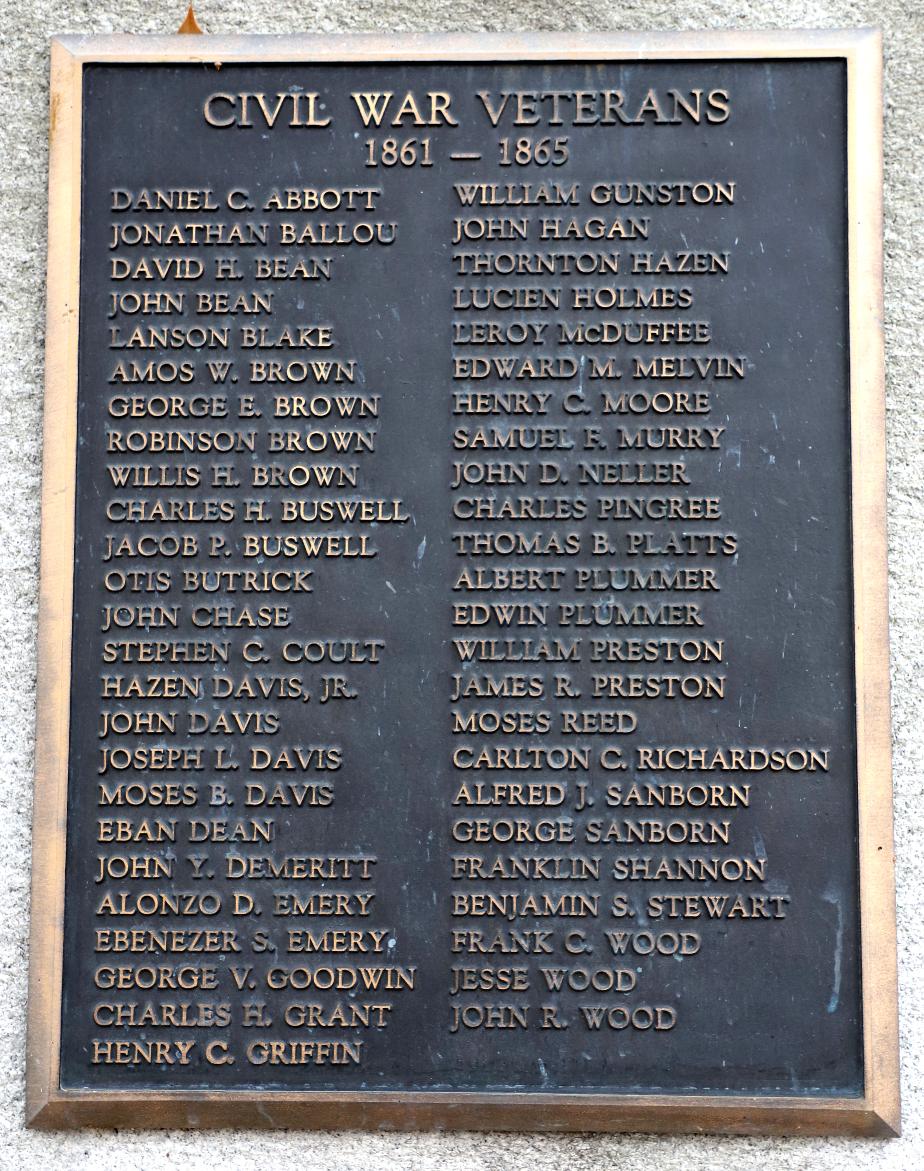 CIVIL WAR VETERANS
1861 — 1865
DANIEL C. ABBOTT
JONATHAN BALLOU
DAVID H. BEAN
JOHN BEAN
LANSON BLAKE
AMOS W. BROWN
GEORGE E. BROWN
ROBINSON BROWN
WILLIS H. BROWN
CHARLES H. BUSWELL
JACOB P. BUSWELL
OTIS BUTRICK
JOHN CHASE
STEPHEN C. COULT
HAZEN DAVIS, JR.
JOHN DAVIS
JOSEPH L. DAVIS
MOSES B. DAVIS
EBAN DEAN
JOHN Y. DEMERITT
ALONZO D. EMERY
EBENEZER S. EMERY
GEORGE V. GOODWIN
CHARLES H. GRANT
HENRY C. GRIFFIN
WILLIAM GUNSTON
JOHN HAGAN
THORNTON HAZEN
LUCIEN HOLMES
LEROY McDUFFEE
EDWARD M. MELVIN
HENRY C. MOORE
SAMUEL F. MURRY
JOHN D. NELLER
CHARLES PINGREE
THOMAS B. PLATTS
ALBERT PLUMMER
EDWIN PLUMMER
WILLIAM PRESTON
JAMES R. PRESTON
MOSES REED
CARLTON C. RICHARDSON
ALFRED J. SANBORN
GEORGE SANBORN
FRANKLIN SHANNON
BENJAMIN S. STEWART
FRANK C. WOOD
JESSE WOOD
JOHN R. WOOD